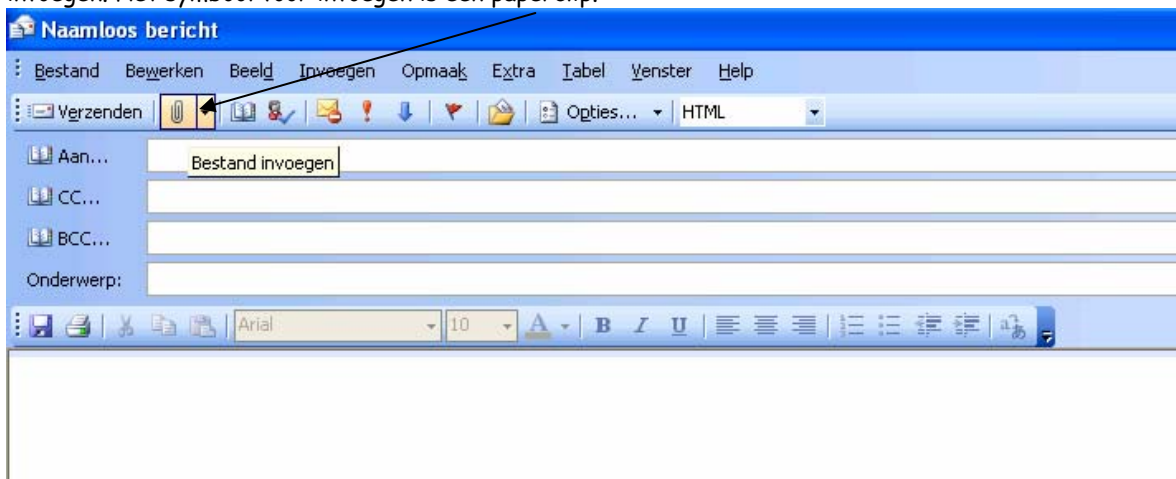 invoegen. Het symbool voor invoegen is een paperclip.
Naamloos bericht
Bestand Bewerken Beeld Invoegen Opmaak Extra Tabel Venster Help
Verzenden Opties... HTML
Aan...
Bestand invoegen
CC...
BCC...
Onderwerp:
Arial 10 A B I U